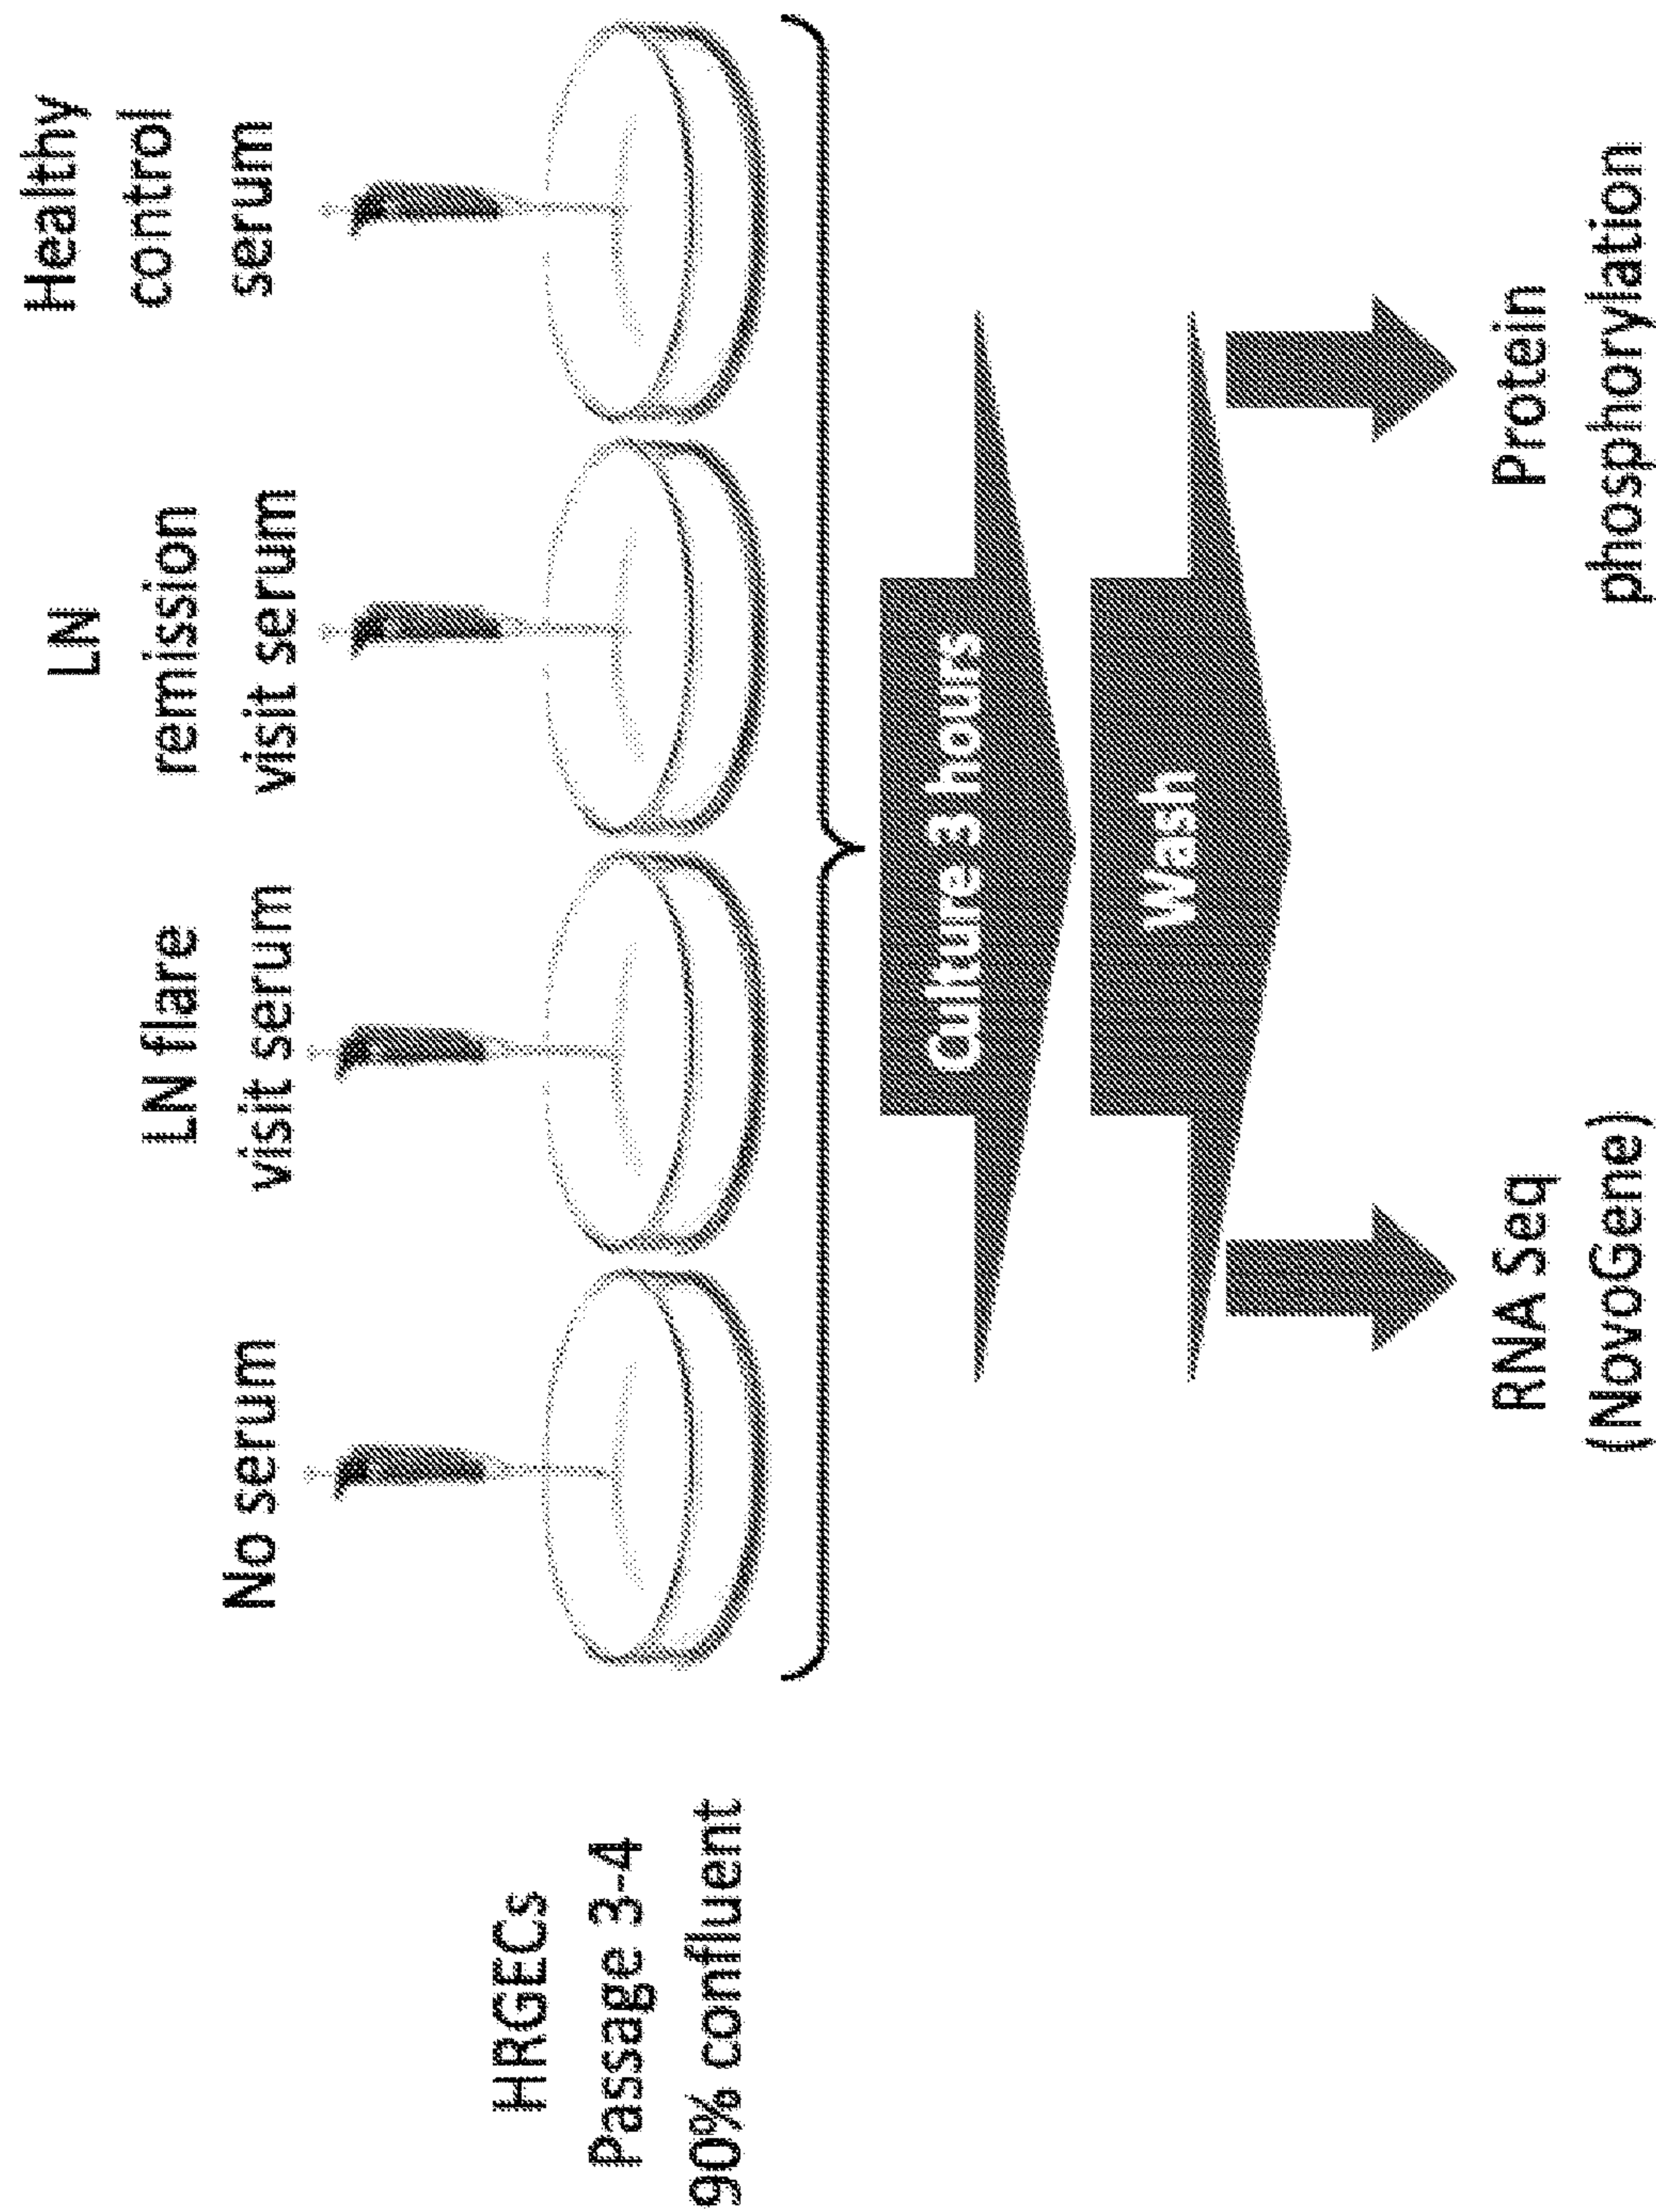 No serum
LN flare
visit serum
LN
remission
visit serum
Healthy
control
serum
HRGECs
Passage 3-4
90% confluent
Culture 3 hours
Wash
RNA Seq
(NovoGene)
Protein
phosphorylation